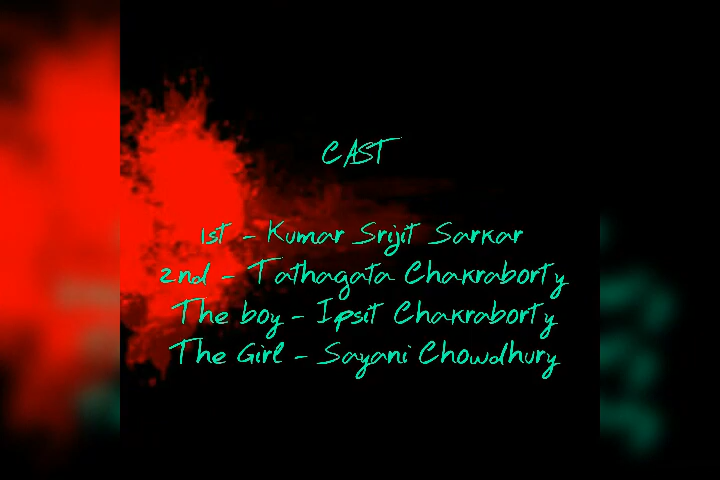 CAST
1st - Kumar Srijit Sarkar
2nd - Tathagata Chakraborty
The boy - Ipsit Chakraborty
The Girl - Sayani Chowdhury